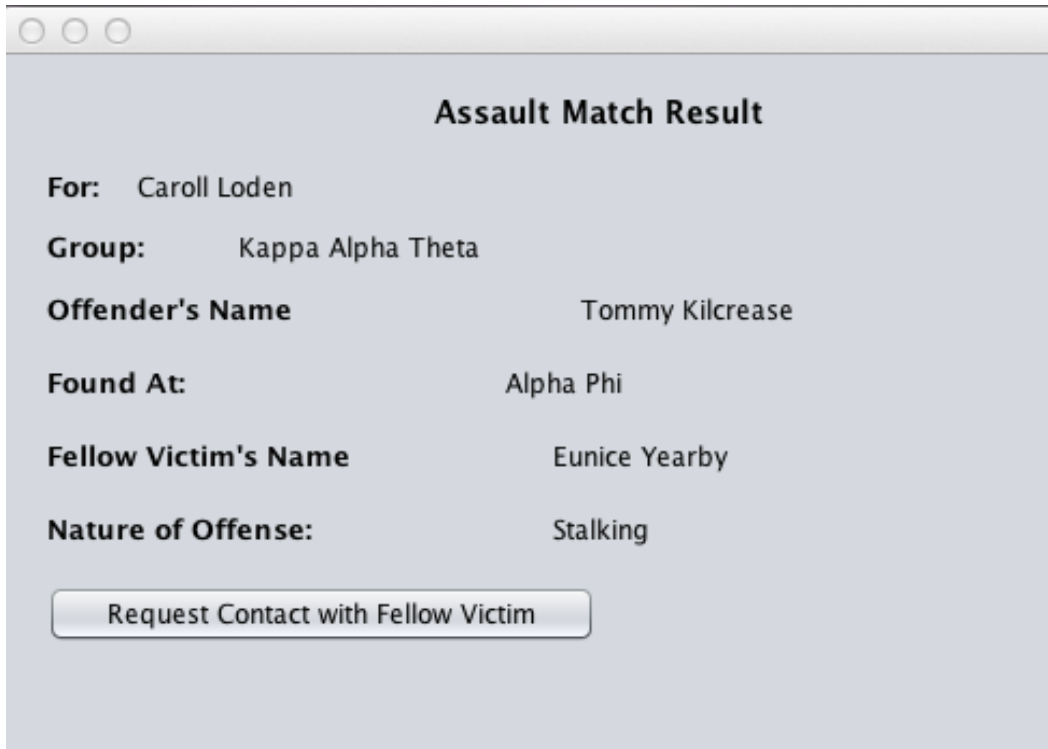 Assault Match Result
For: Caroll Loden
Group: Kappa Alpha Theta
Offender's Name Tommy Kilcrease
Found At: Alpha Phi
Fellow Victim's Name Eunice Yearby
Nature of Offense: Stalking
Request Contact with Fellow Victim